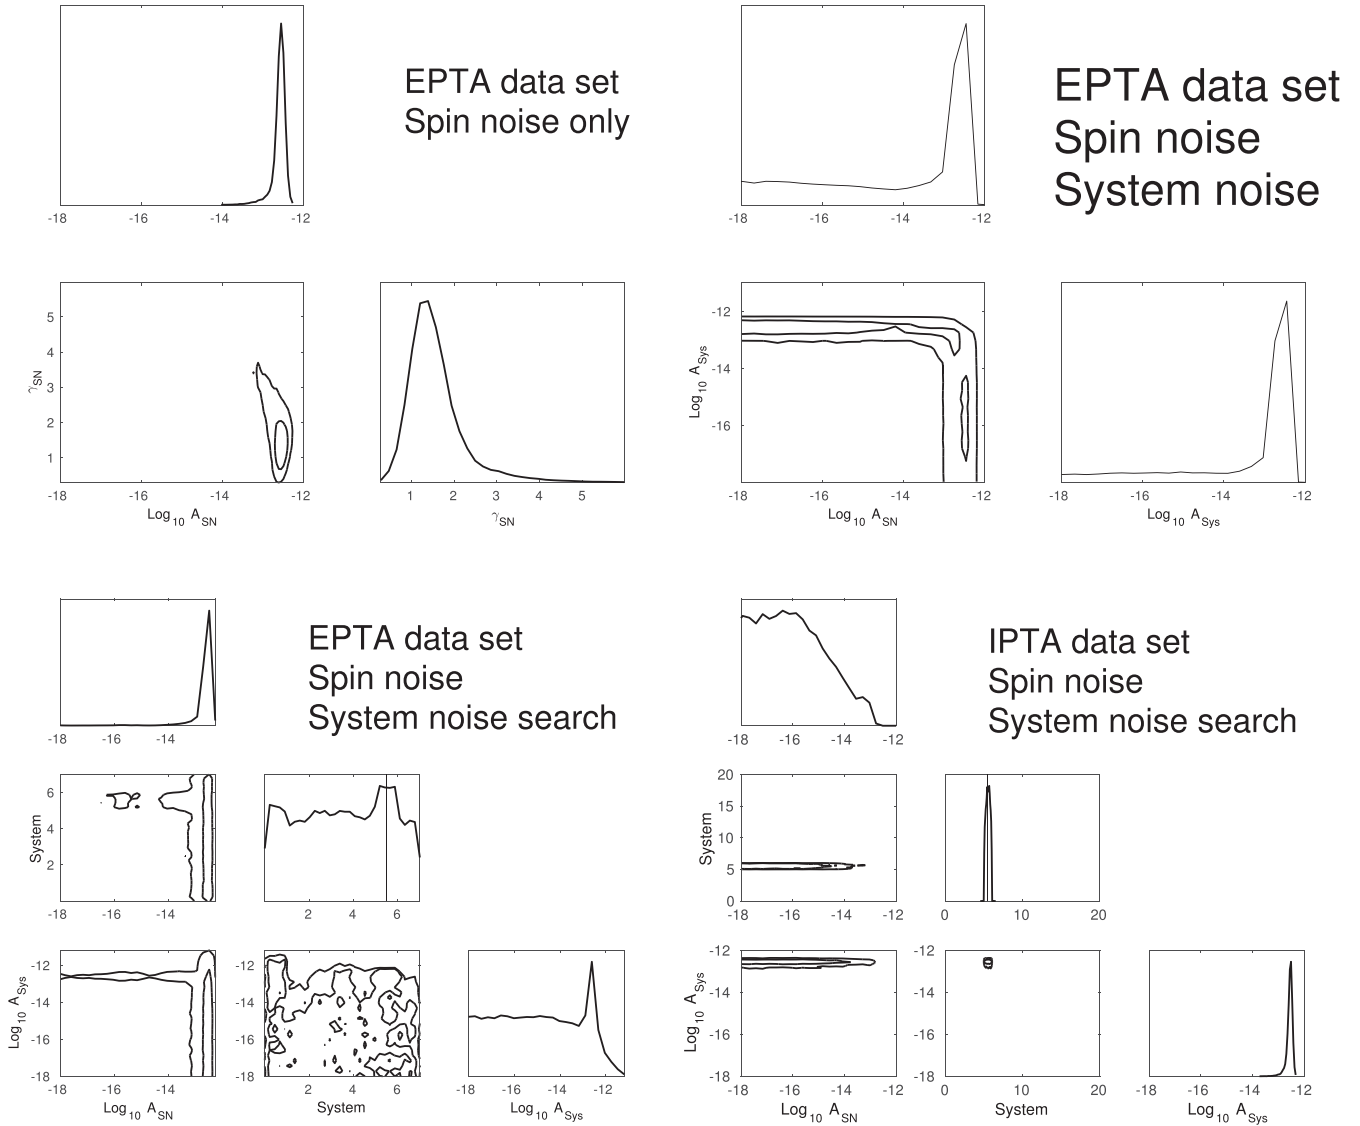 EPTA data set
Spin noise only
-18 -16 -14 -12
5
4
3
2
1
γSN
-18 -16 -14 -12
Log10 ASN
1 2 3 4 5
γSN
EPTA data set
Spin noise
System noise
-18 -16 -14 -12
-12
-14
-16
Log10 ASys
-18 -16 -14 -12
Log10 ASN
-18 -16 -14 -12
Log10 ASys
EPTA data set
Spin noise
System noise search
-18 -16 -14
6
4
2
System
-18 -16 -14
2 4 6
-12
-14
-16
-18
Log10 ASys
-18 -16 -14
Log10 ASN
-12
-14
-16
-18
2 4 6
System
-18 -16 -14 -12
Log10 ASys
IPTA data set
Spin noise
System noise search
-18 -16 -14 -12
20
15
10
5
0
System
-18 -16 -14 -12
0 10 20
-12
-14
-16
-18
Log10 ASys
-18 -16 -14 -12
Log10 ASN
-12
-14
-16
-18
0 10 20
System
-18 -16 -14 -12
Log10 ASys